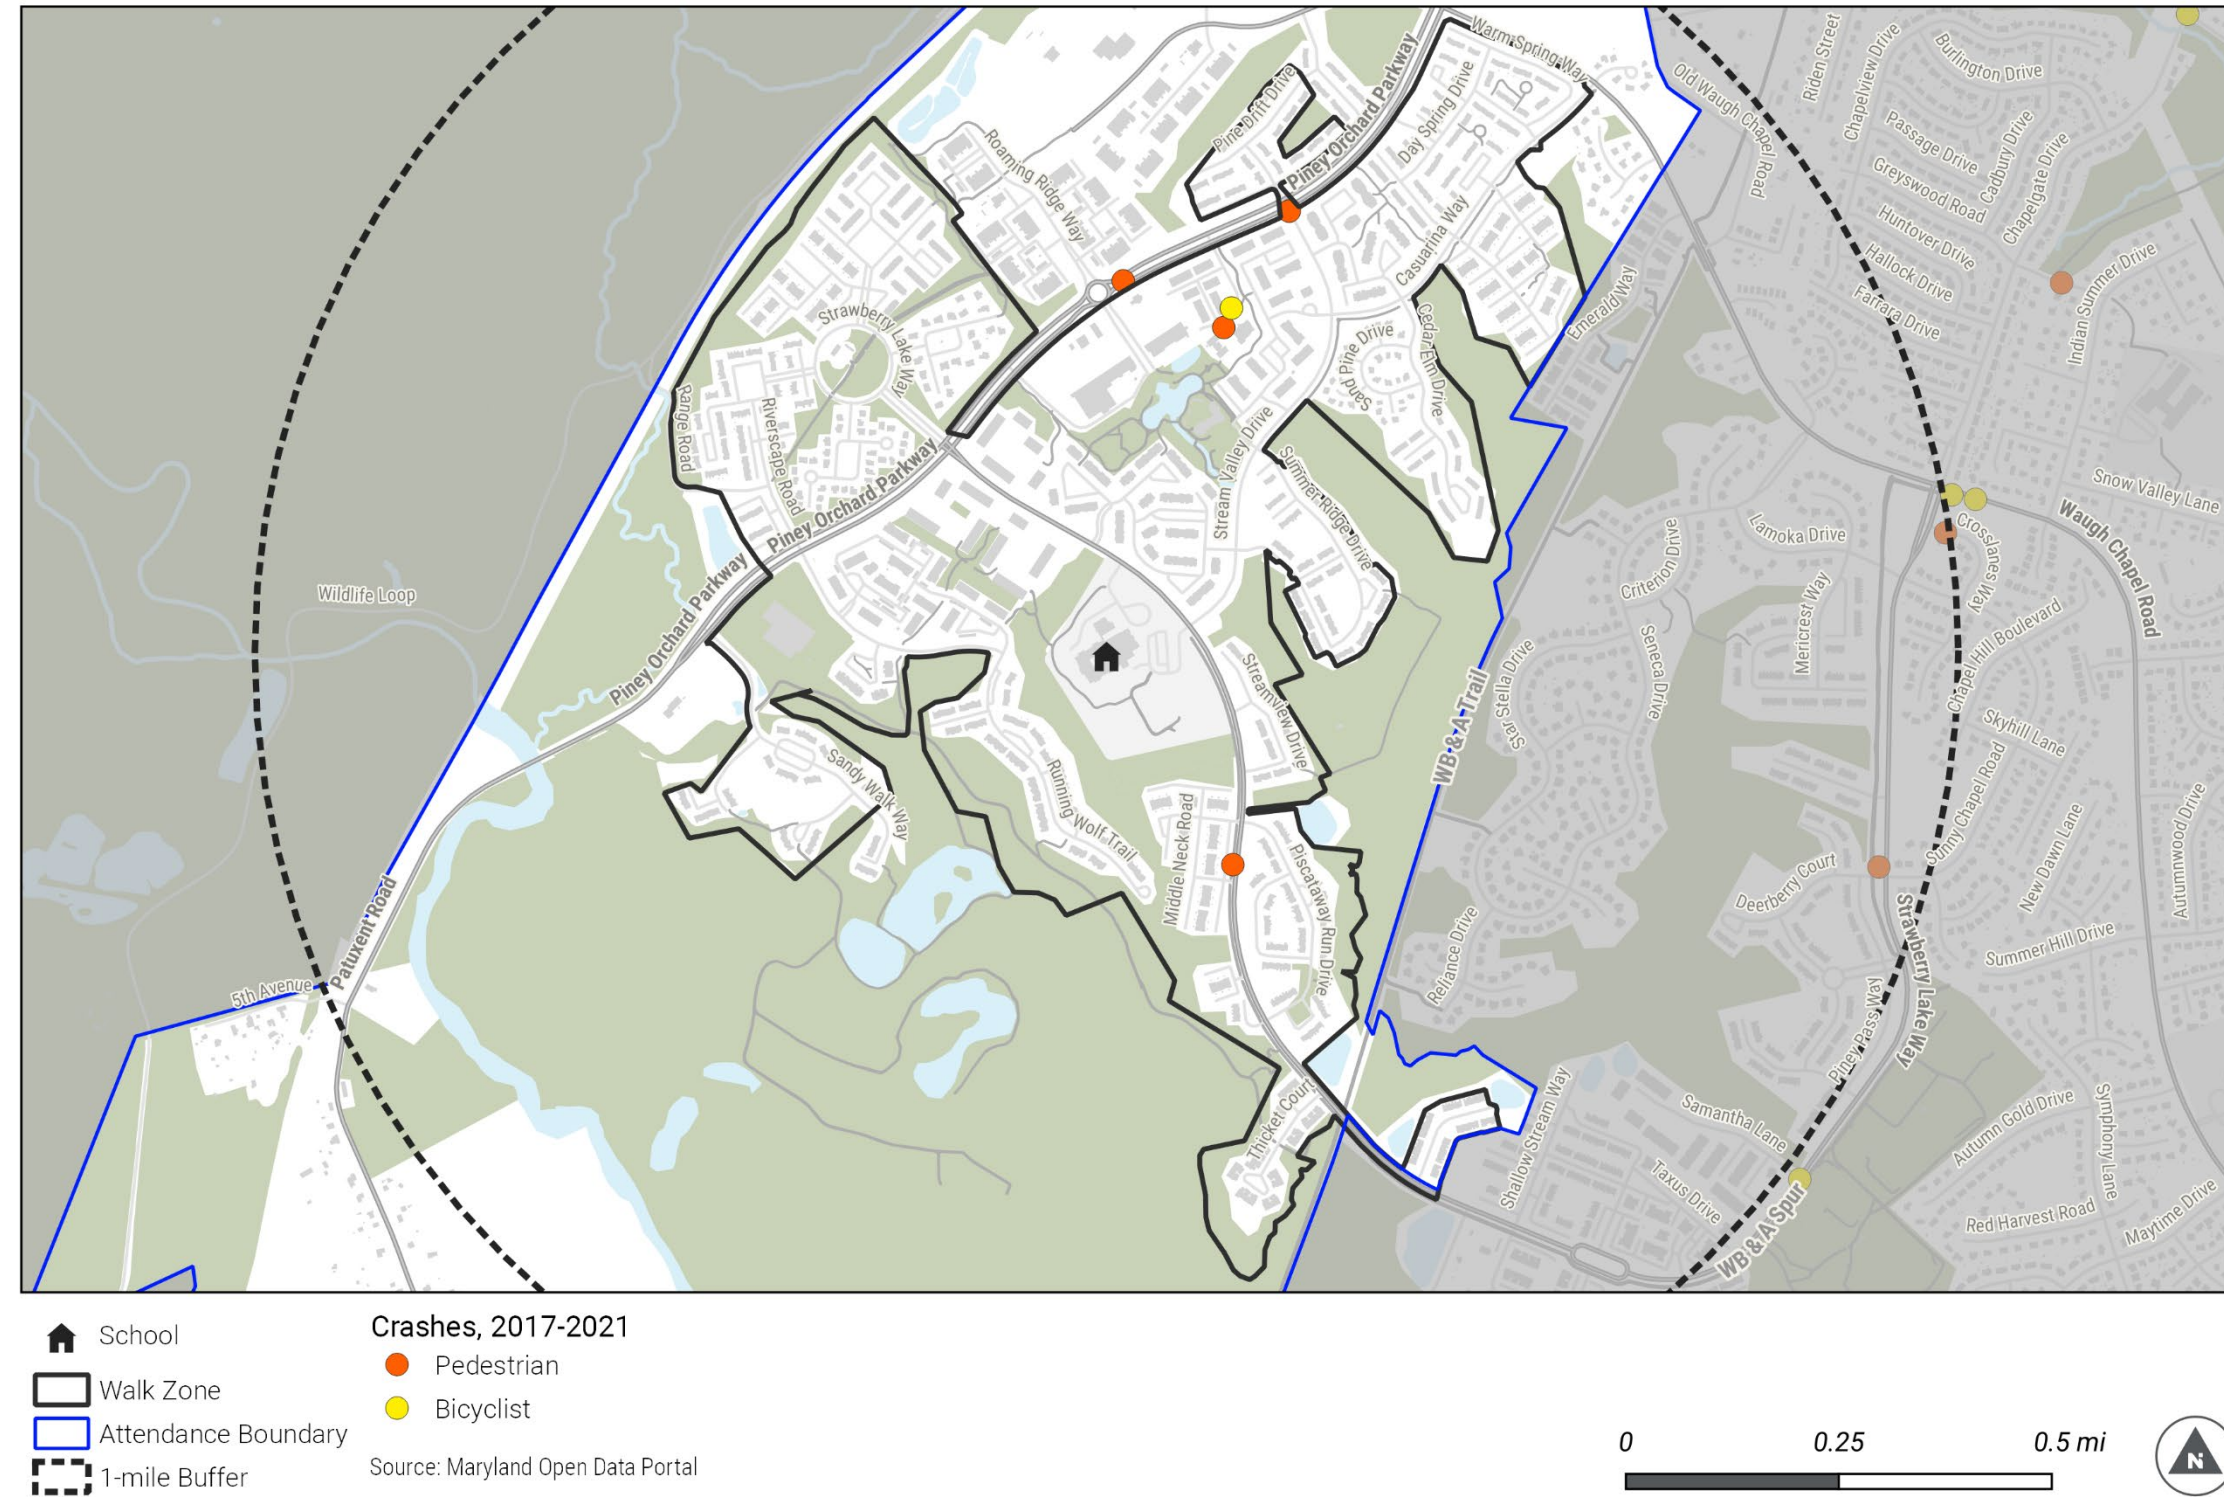 Warm Spring Way
Riden Street
Chapelview Drive
Burlington Drive
Old Waugh Chapel Road
Piney Orchard Parkway
Day Spring Drive
Pine Drift Drive
Passage Drive
Cadbury Drive
Chapelgate Drive
Roaming Ridge Way
Greyswood Road
Huntover Drive
Hallock Drive
Farrara Drive
Indian Summer Drive
Casuarina Way
Emerald Way
Strawberry Lake Way
Cedar Elm Drive
Sand Pine Drive
Range Road
Riverscape Road
Piney Orchard Parkway
Stream Valley Drive
Summer Ridge Drive
Snow Valley Lane
Waugh Chapel Road
Lamoka Drive
Crosslanes Way
Criterion Drive
Mericrest Way
Wildlife Loop
Piney Orchard Parkway
Chapel Hill Boulevard
Seneca Drive
Star Stella Drive
WB & A Trail
Streamview Drive
Skyhill Lane
Sunny Chapel Road
Sandy Walk Way
Running Wolf Trail
Middle Neck Road
Piscataway Run Drive
New Dawn Lane
Autumnwood Drive
Deerberry Court
Strawberry Lake Way
Summer Hill Drive
Reliance Drive
Patuxent Road
5th Avenue
Piney Pass Way
Thicket Court
Shallow Stream Way
Samantha Lane
Taxus Drive
Autumn Gold Drive
Symphony Lane
Red Harvest Road
Maytime Drive
WB & A Spur
School
Walk Zone
Attendance Boundary
1-mile Buffer
Crashes, 2017-2021
Pedestrian
Bicyclist
Source: Maryland Open Data Portal
0 0.25 0.5 mi
N